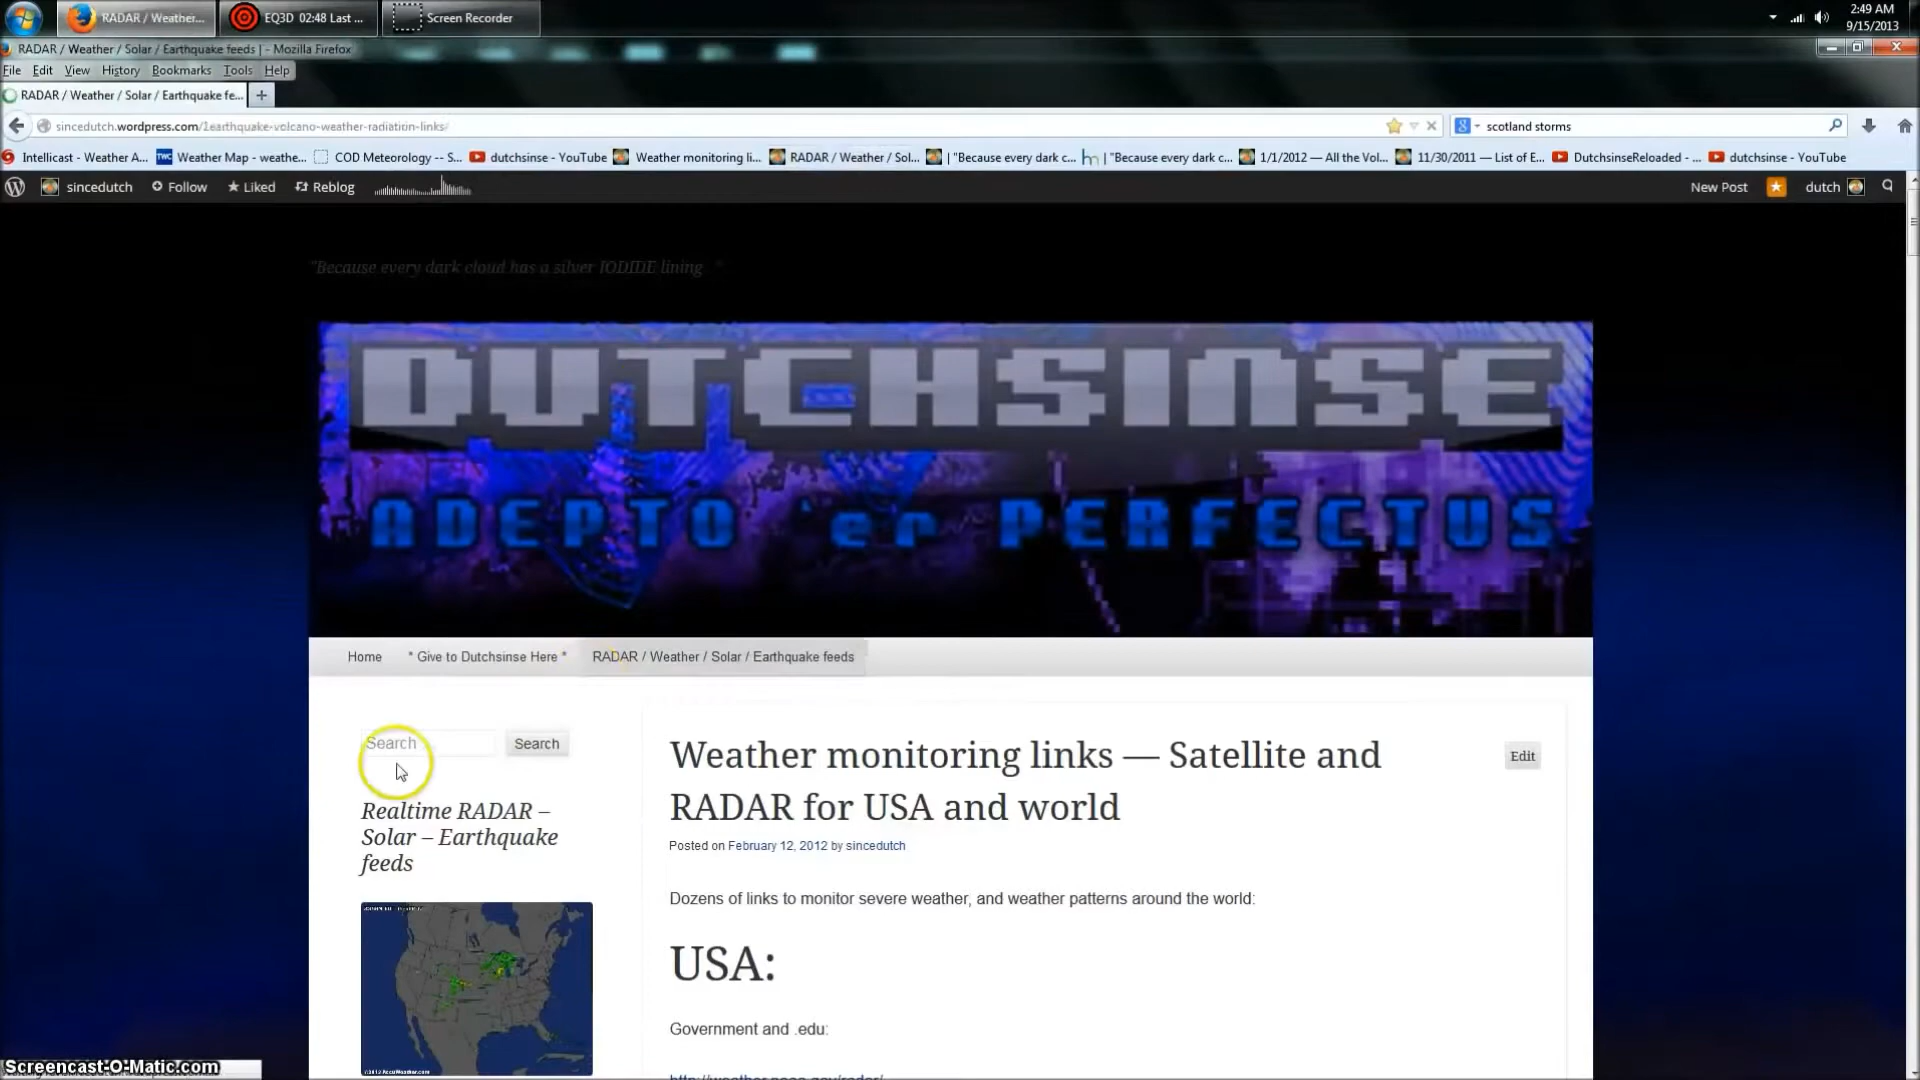 RADAR / Weather...
EQ3D 02:48 Last ...
Screen Recorder
2:49 AM
9/15/2013
RADAR / Weather / Solar / Earthquake feeds | - Mozilla Firefox
File Edit View History Bookmarks Tools Help
RADAR / Weather / Solar / Earthquake fe...
sincedutch.wordpress.com/1earthquake-volcano-weather-radiation-links/
scotland storms
Intellicast - Weather A...
Weather Map - weathe...
COD Meteorology -- S...
dutchsinse - YouTube
Weather monitoring li...
RADAR / Weather / Sol...
| "Because every dark c...
| "Because every dark c...
1/1/2012 — All the Vol...
11/30/2011 — List of E...
DutchsinseReloaded - ...
dutchsinse - YouTube
sincedutch Follow Liked Reblog
New Post dutch
"Because every dark cloud has a silver IODIDE lining "
DUTCHSINSE
ADEPTO 'er PERFECTUS
Home * Give to Dutchsinse Here * RADAR / Weather / Solar / Earthquake feeds
Search Search
Realtime RADAR –
Solar – Earthquake
feeds
Weather monitoring links — Satellite and
RADAR for USA and world
Edit
Posted on February 12, 2012 by sincedutch
Dozens of links to monitor severe weather, and weather patterns around the world:
USA:
Government and .edu:
http://weather.noaa.gov/radar/
Screencast-O-Matic.com